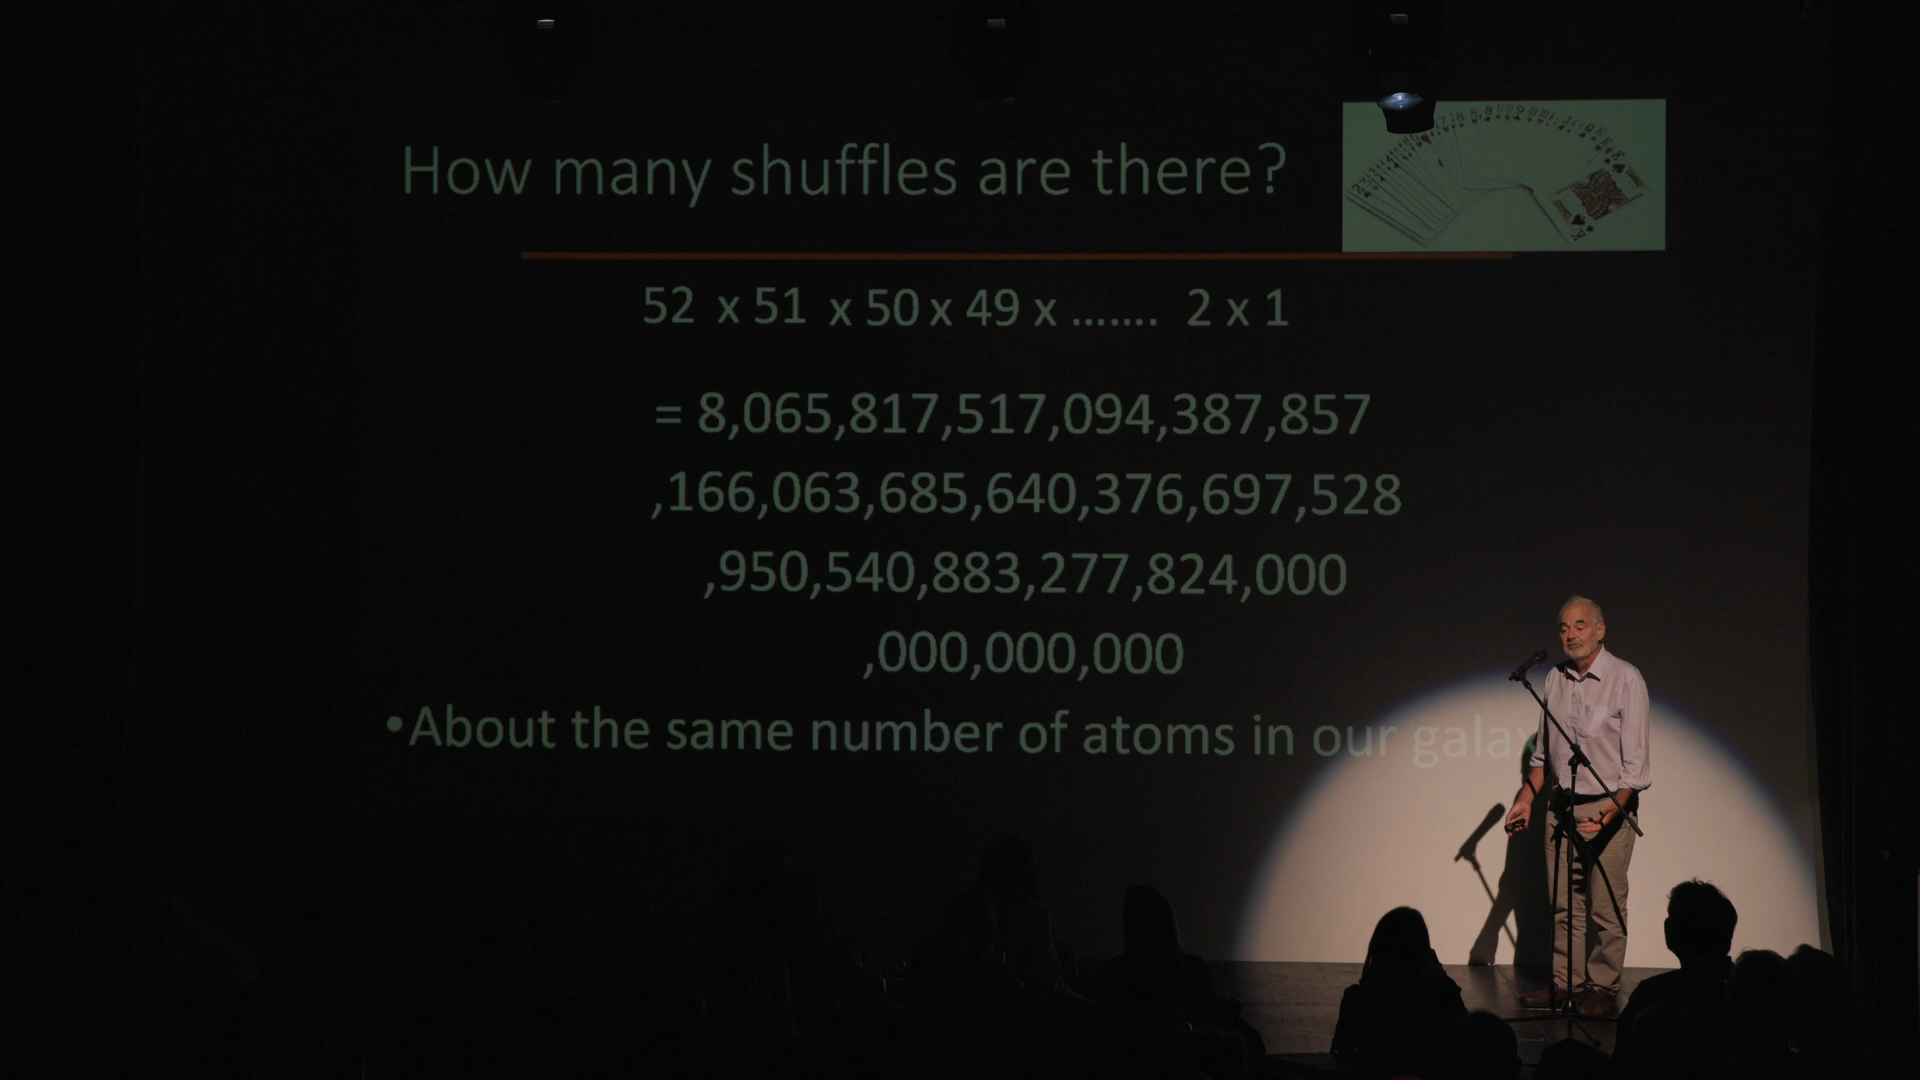 How many shuffles are there?
52 x 51 x 50 x 49 x ....... 2 x 1
= 8,065,817,517,094,387,857
,166,063,685,640,376,697,528
,950,540,883,277,824,000
,000,000,000
•About the same number of atoms in our galax